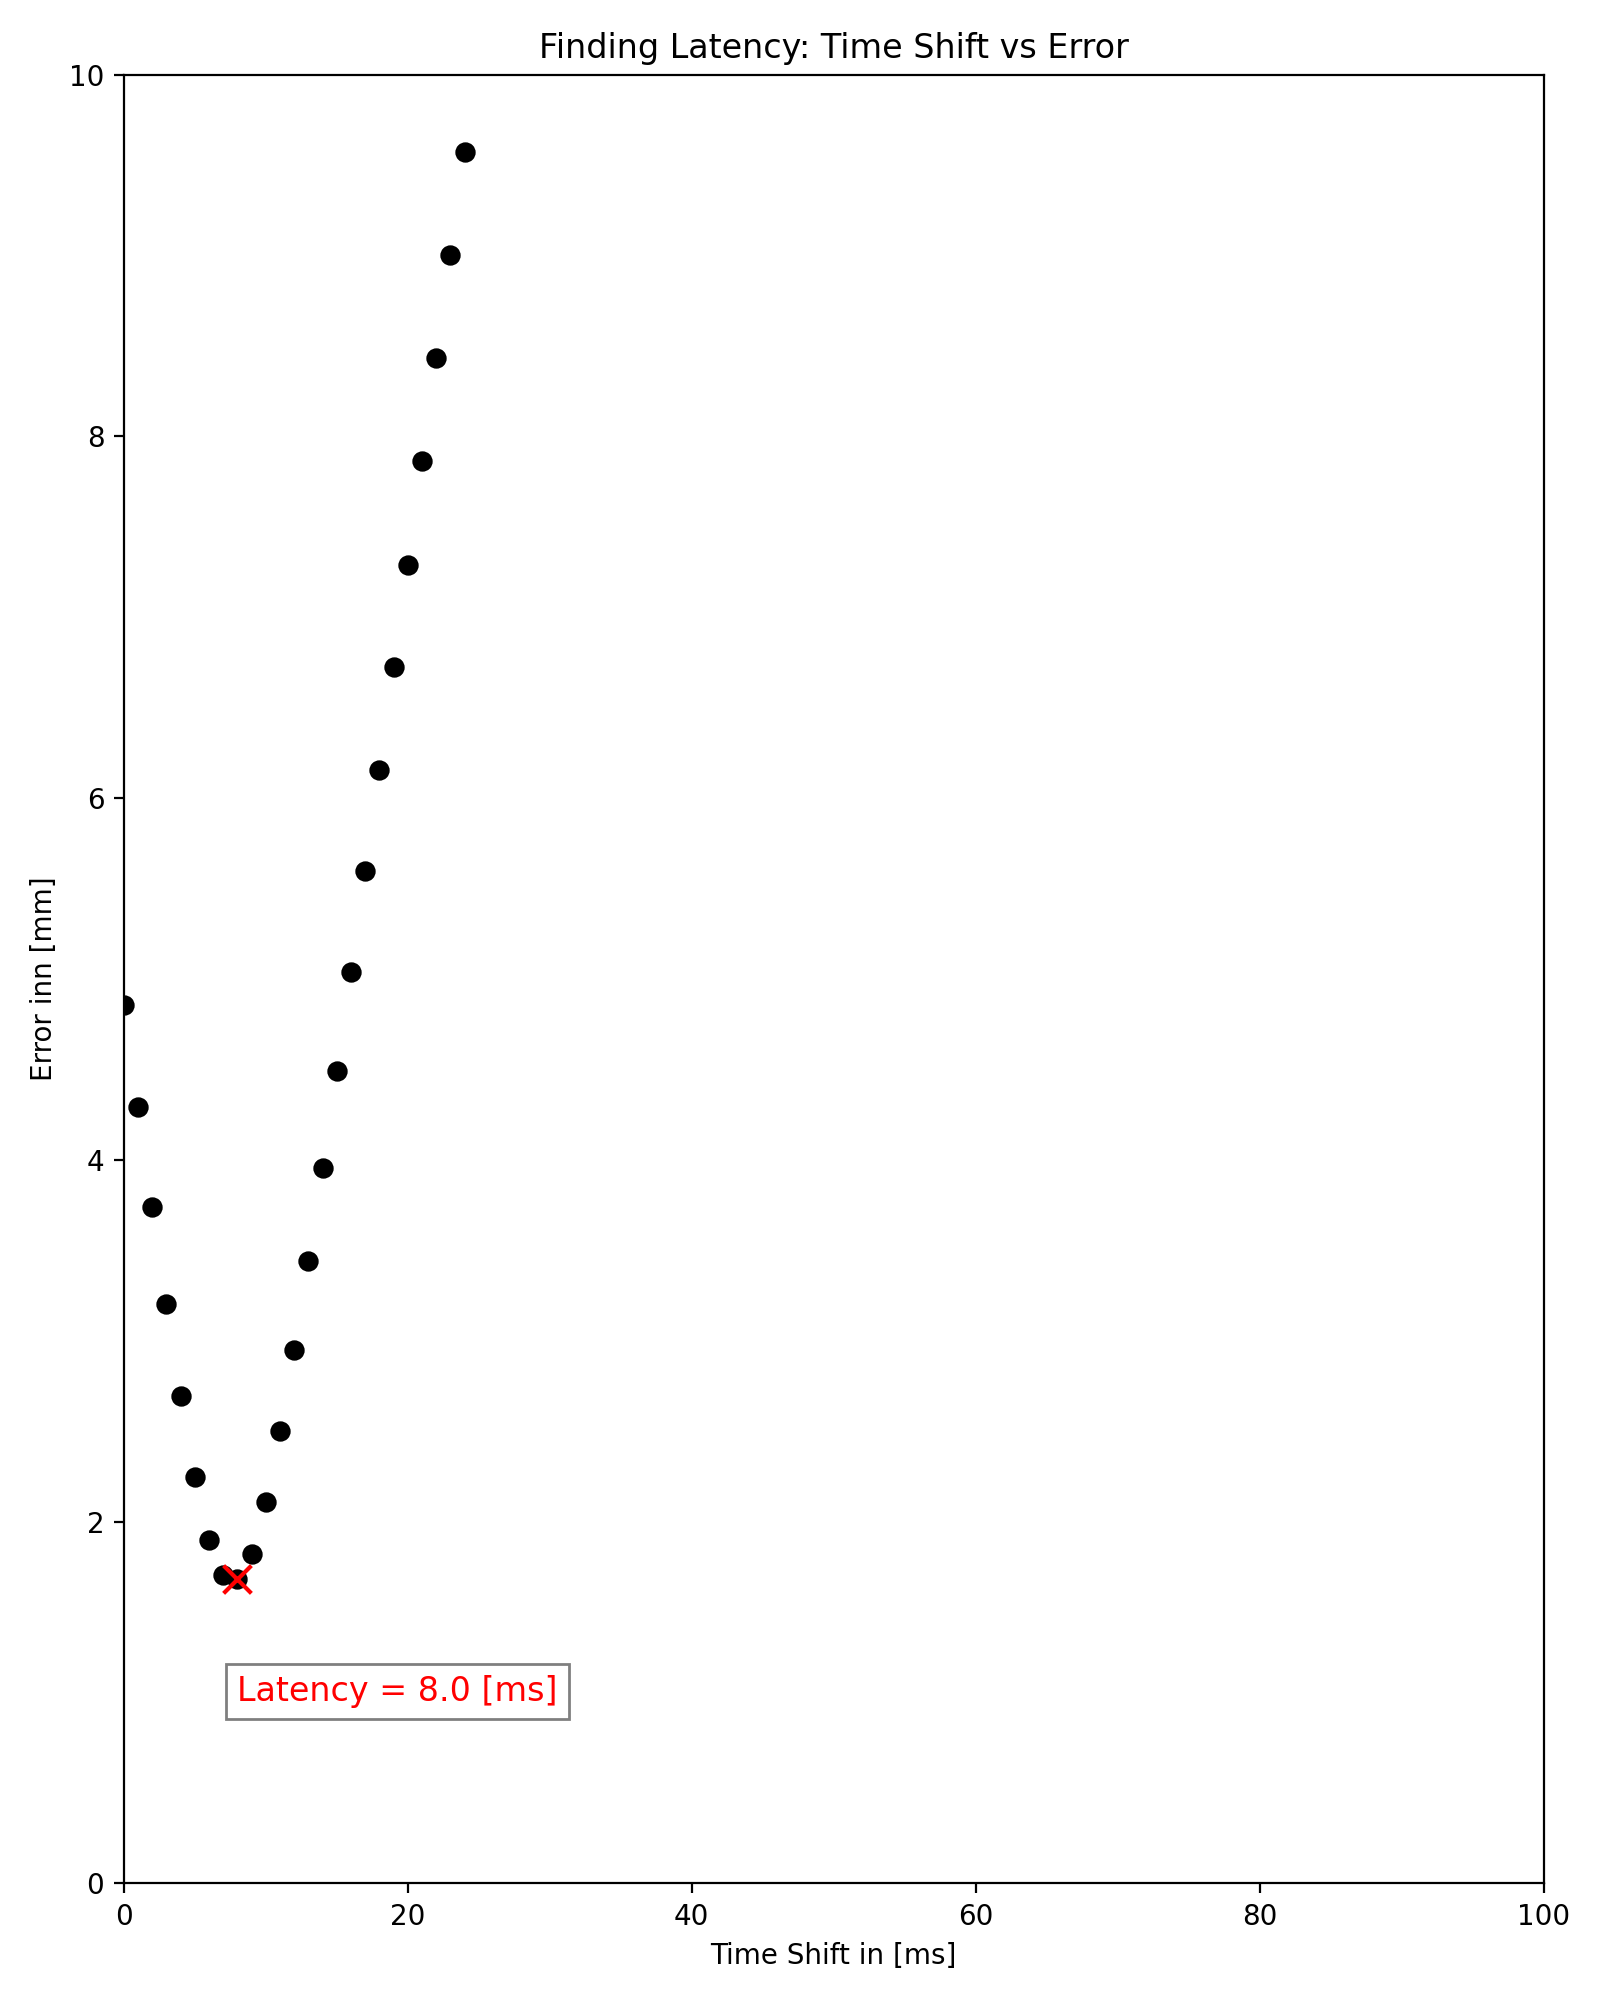 Finding Latency: Time Shift vs Error
10
8
6
4
2
0
Error inn [mm]
Latency = 8.0 [ms]
0 20 40 60 80 100
Time Shift in [ms]